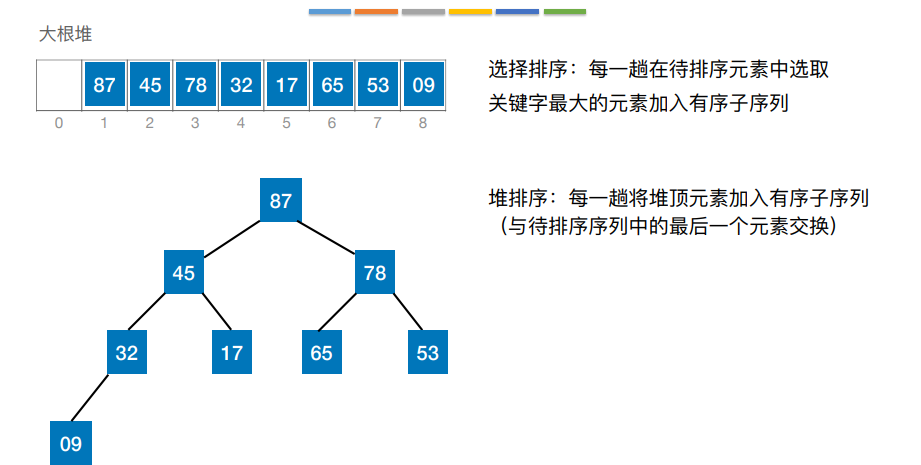 大根堆
87 45 78 32 17 65 53 09
0 1 2 3 4 5 6 7 8
选择排序：每一趟在待排序元素中选取
关键字最大的元素加入有序子序列
堆排序：每一趟将堆顶元素加入有序子序列
（与待排序序列中的最后一个元素交换）
87
45 78
32 17 65 53
09